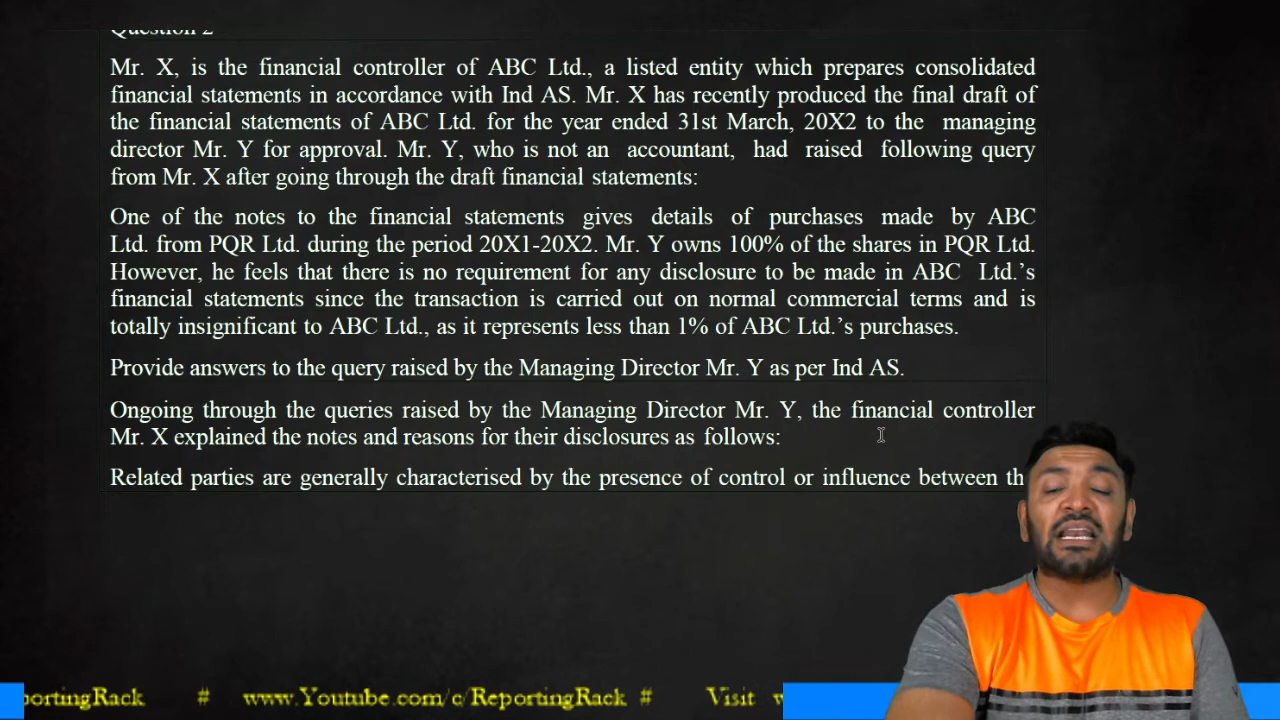 Question 2
Mr. X, is the financial controller of ABC Ltd., a listed entity which prepares consolidated
financial statements in accordance with Ind AS. Mr. X has recently produced the final draft of
the financial statements of ABC Ltd. for the year ended 31st March, 20X2 to the managing
director Mr. Y for approval. Mr. Y, who is not an accountant, had raised following query
from Mr. X after going through the draft financial statements:
One of the notes to the financial statements gives details of purchases made by ABC
Ltd. from PQR Ltd. during the period 20X1-20X2. Mr. Y owns 100% of the shares in PQR Ltd.
However, he feels that there is no requirement for any disclosure to be made in ABC Ltd.'s
financial statements since the transaction is carried out on normal commercial terms and is
totally insignificant to ABC Ltd., as it represents less than 1% of ABC Ltd.'s purchases.
Provide answers to the query raised by the Managing Director Mr. Y as per Ind AS.
Ongoing through the queries raised by the Managing Director Mr. Y, the financial controller
Mr. X explained the notes and reasons for their disclosures as follows:
Related parties are generally characterised by the presence of control or influence between th
portingRack # www.Youtube.com/c/ReportingRack # Visit